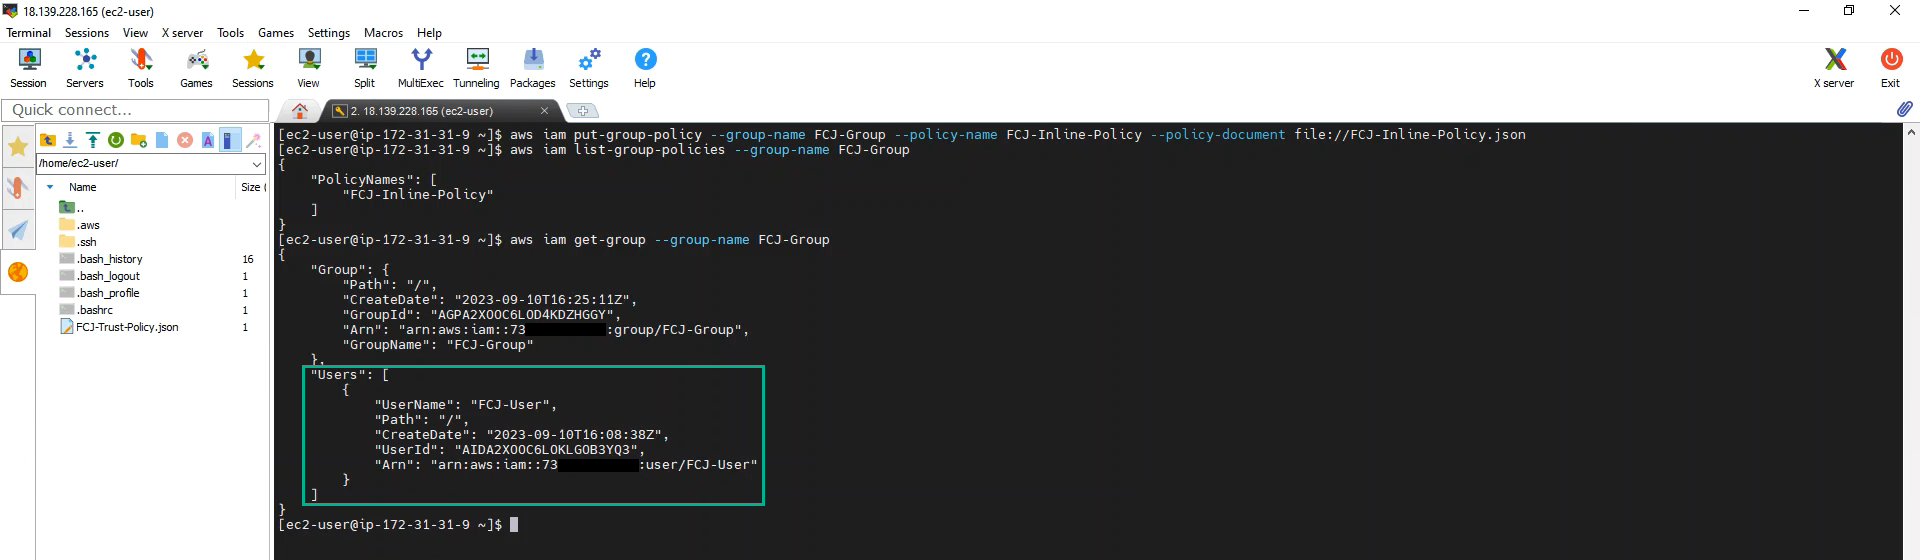 18.139.228.165 (ec2-user)
Terminal Sessions View X server Tools Games Settings Macros Help
Session Servers Tools Games Sessions View Split MultiExec Tunneling Packages Settings Help X server Exit
Quick connect...
2. 18.139.228.165 (ec2-user)
/home/ec2-user/
Name Size (
..
.aws
.ssh
.bash_history 16
.bash_logout 1
.bash_profile 1
.bashrc 1
FCJ-Trust-Policy.json 1
[ec2-user@ip-172-31-31-9 ~]$ aws iam put-group-policy --group-name FCJ-Group --policy-name FCJ-Inline-Policy --policy-document file://FCJ-Inline-Policy.json
[ec2-user@ip-172-31-31-9 ~]$ aws iam list-group-policies --group-name FCJ-Group
{
    "PolicyNames": [
        "FCJ-Inline-Policy"
    ]
}
[ec2-user@ip-172-31-31-9 ~]$ aws iam get-group --group-name FCJ-Group
{
    "Group": {
        "Path": "/",
        "CreateDate": "2023-09-10T16:25:11Z",
        "GroupId": "AGPA2XOOC6LOD4KDZHGGY",
        "Arn": "arn:aws:iam::73 :group/FCJ-Group",
        "GroupName": "FCJ-Group"
    },
    "Users": [
        {
            "UserName": "FCJ-User",
            "Path": "/",
            "CreateDate": "2023-09-10T16:08:38Z",
            "UserId": "AIDA2XOOC6LOKLGOB3YQ3",
            "Arn": "arn:aws:iam::73 :user/FCJ-User"
        }
    ]
}
[ec2-user@ip-172-31-31-9 ~]$